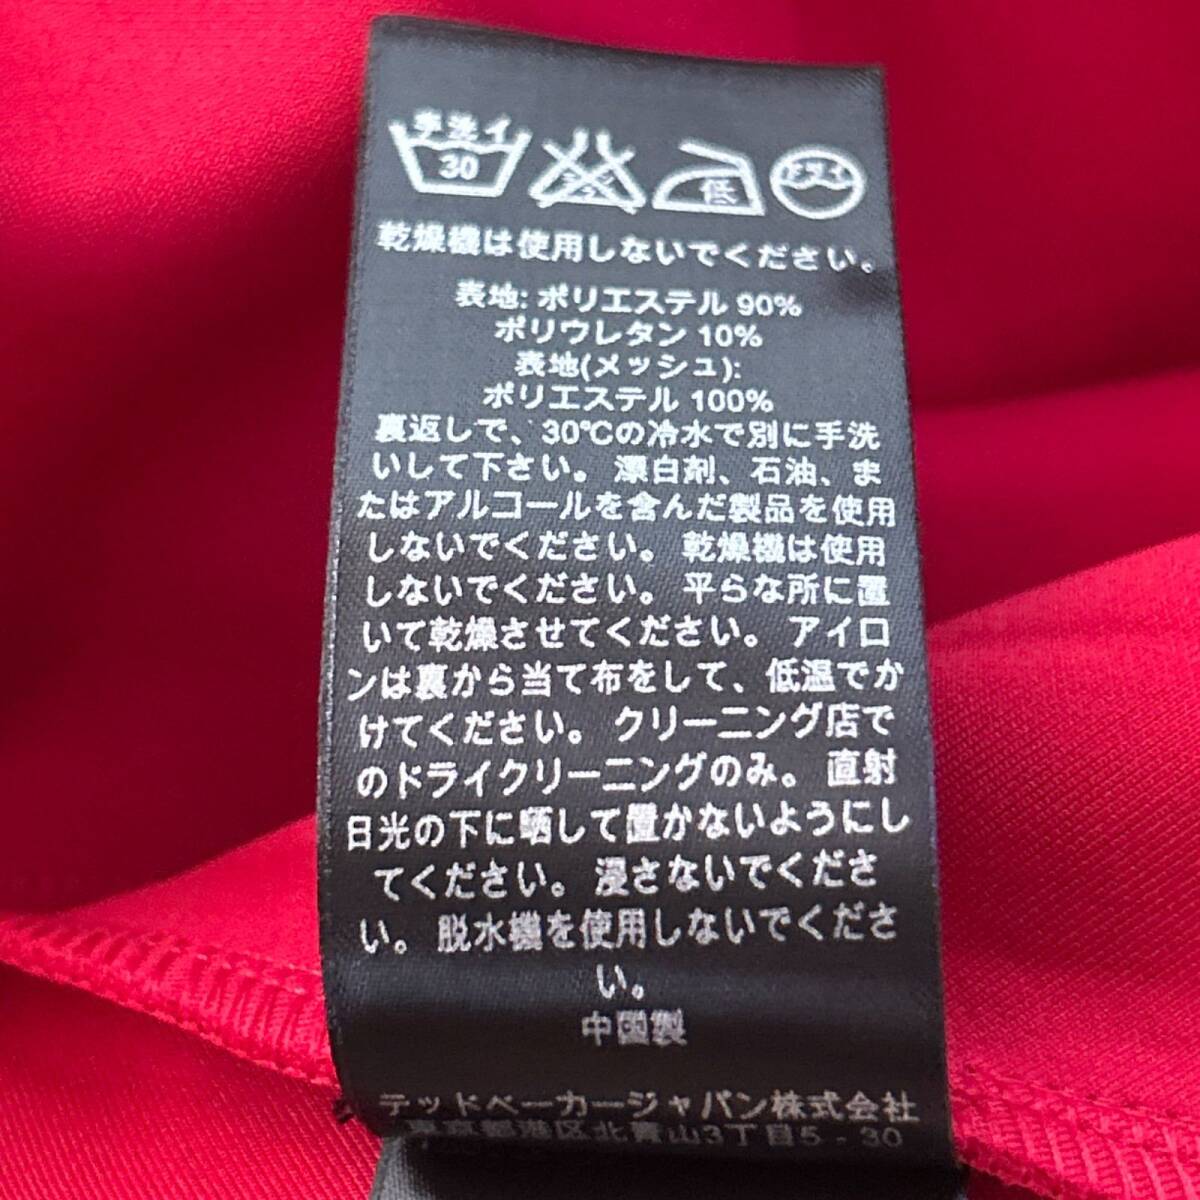 手洗イ
30
低
ドライ
乾燥機は使用しないでください。
表地: ポリエステル 90%
ポリウレタン 10%
表地(メッシュ):
ポリエステル 100%
裏返しで、30℃の冷水で別に手洗
いして下さい。 漂白剤、石油、ま
たはアルコールを含んだ製品を使用
しないでください。 乾燥機は使用
しないでください。 平らな所に置
いて乾燥させてください。 アイロ
ンは裏から当て布をして、低温でか
けてください。 クリーニング店で
のドライクリーニングのみ。 直射
日光の下に晒して置かないようにし
てください。 浸さないでくださ
い。 脱水機を使用しないでくださ
い。
中国製
テッドベーカージャパン株式会社
東京都港区北青山3丁目5 - 30